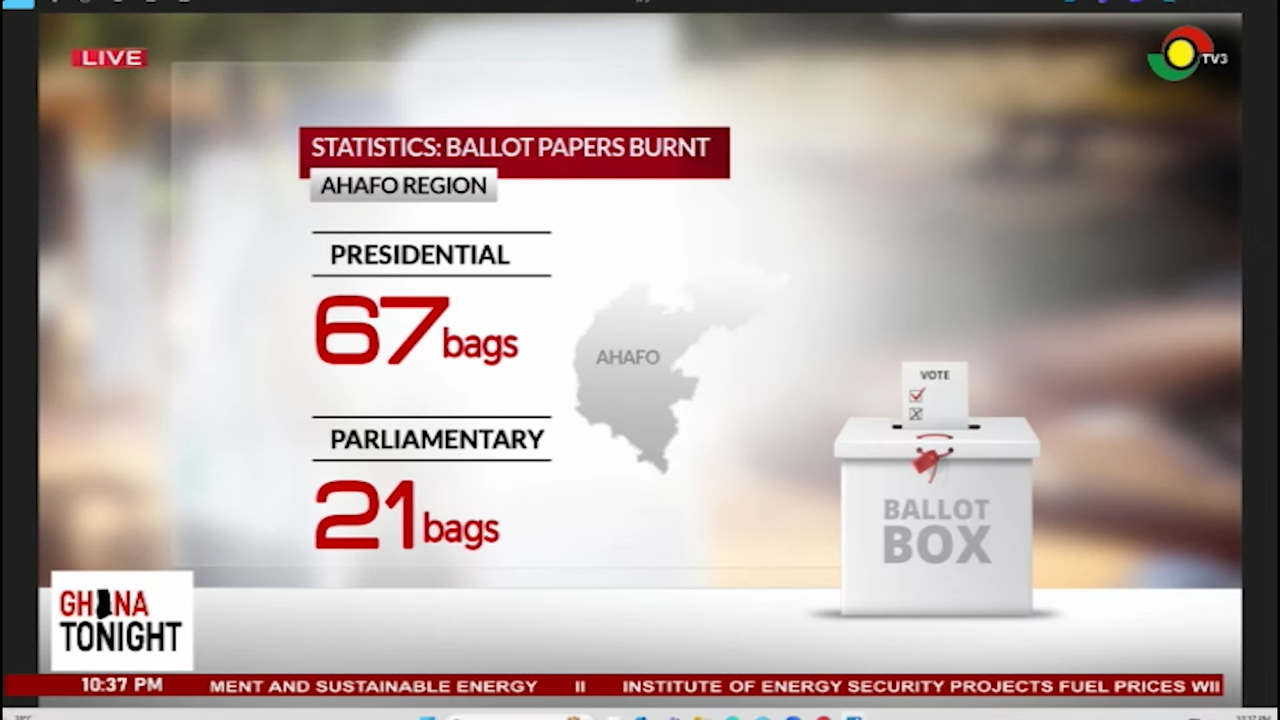 LIVE
TV3
STATISTICS: BALLOT PAPERS BURNT
AHAFO REGION
PRESIDENTIAL
67 bags
AHAFO
PARLIAMENTARY
21 bags
VOTE
BALLOT
BOX
GHANA
TONIGHT
10:37 PM MENT AND SUSTAINABLE ENERGY II INSTITUTE OF ENERGY SECURITY PROJECTS FUEL PRICES WII